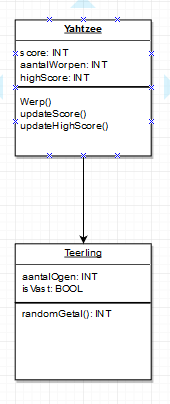 Yahtzee
score: INT
aantalWorpen: INT
highScore: INT
Werp()
updateScore()
updateHighScore()
Teerling
aantalOgen: INT
isVast: BOOL
randomGetal(): INT